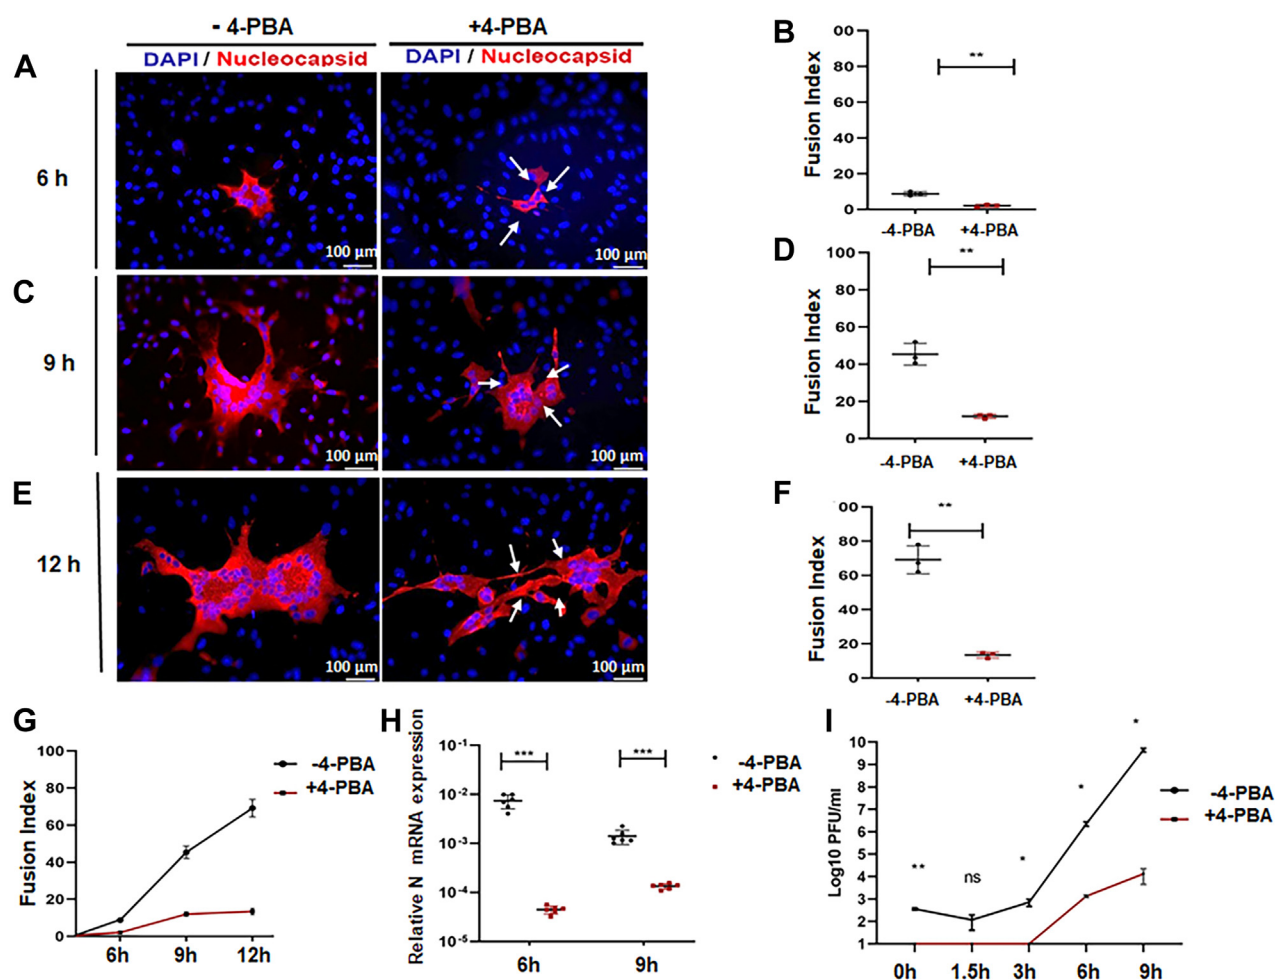 - 4-PBA
+4-PBA
DAPI / Nucleocapsid
DAPI / Nucleocapsid
A
6 h
100 µm
100 µm
B
Fusion Index
00
80
60
40
20
0
**
-4-PBA
+4-PBA
C
9 h
100 µm
100 µm
D
Fusion Index
100
80
60
40
20
0
**
-4-PBA
+4-PBA
E
12 h
100 µm
100 µm
F
Fusion Index
00
80
60
40
20
0
**
-4-PBA
+4-PBA
G
Fusion Index
100
80
60
40
20
0
6h
9h
12h
-4-PBA
+4-PBA
H
Relative N mRNA expression
10-1
10-2
10-3
10-4
10-5
***
***
6h
9h
-4-PBA
+4-PBA
I
Log10 PFU/ml
10
9
8
7
6
5
4
3
2
1
**
ns
*
*
*
0h
1.5h
3h
6h
9h
-4-PBA
+4-PBA